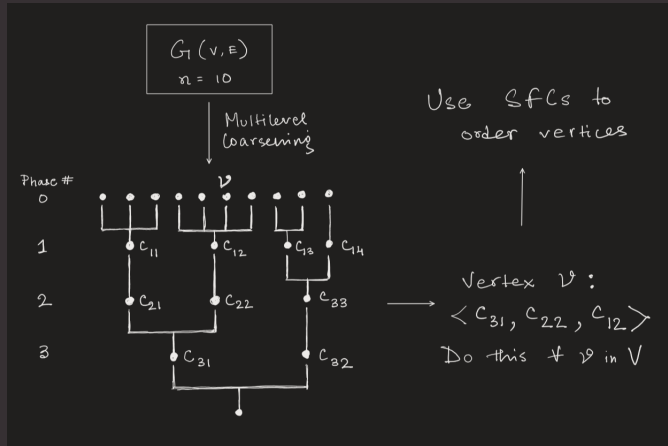 G(V,E)
n = 10
Multilevel
Coarsening
Use SFCs to
order vertices
Phase #
v
0
1
C11
C12
C13
C14
2
C21
C22
C33
3
C31
C32
Vertex v :
< C31, C22, C12 >
Do this ∀ v in V